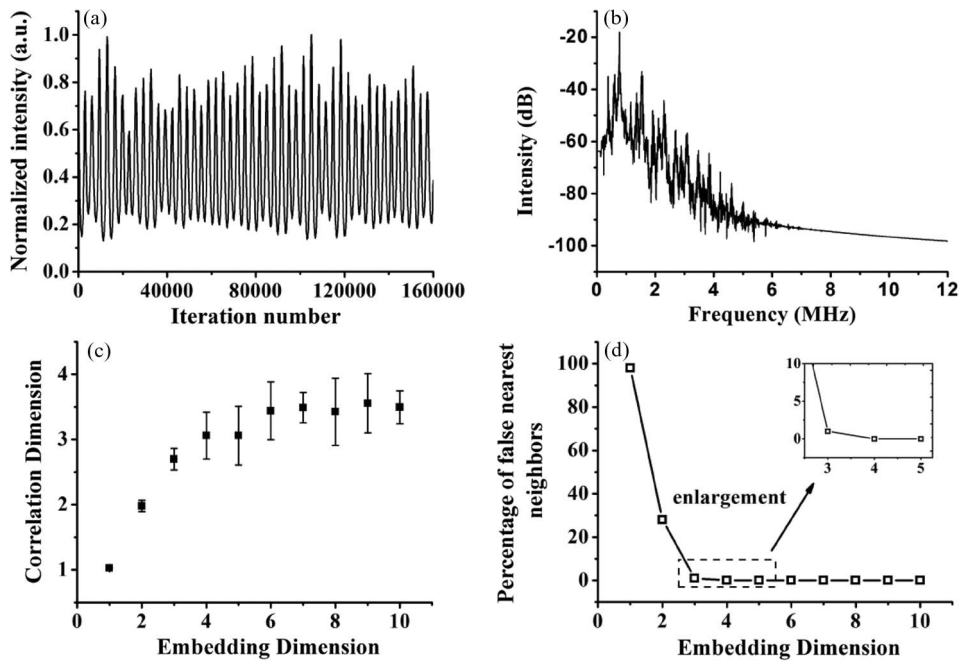 (a)
Normalized intensity (a.u.)
1.0
0.8
0.6
0.4
0.2
0.0
0 40000 80000 120000 160000
Iteration number
(b)
Intensity (dB)
-20
-40
-60
-80
-100
0 2 4 6 8 10 12
Frequency (MHz)
(c)
Correlation Dimension
4
3
2
1
0 2 4 6 8 10
Embedding Dimension
(d)
Percentage of false nearest
neighbors
100
80
60
40
20
0
0 2 4 6 8 10
Embedding Dimension
enlargement
10
5
0
3 4 5